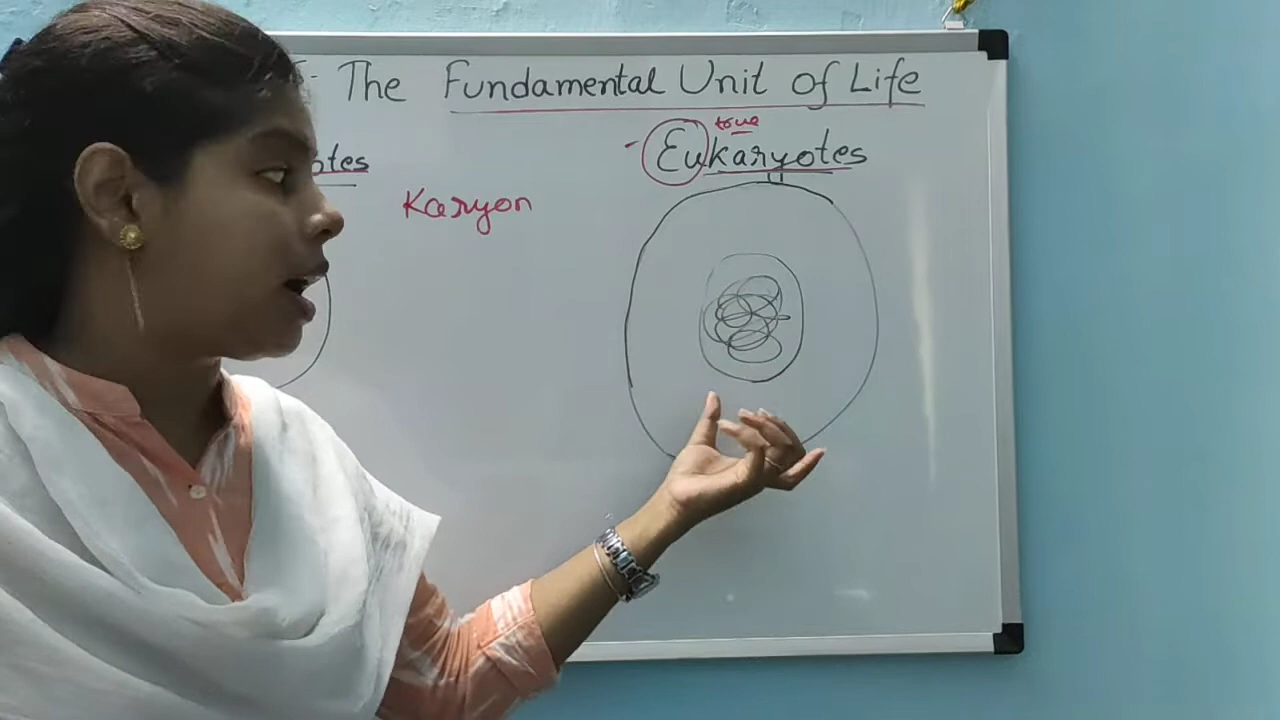 The Fundamental Unit Of Life
true
Eukaryotes
otes
Karyon